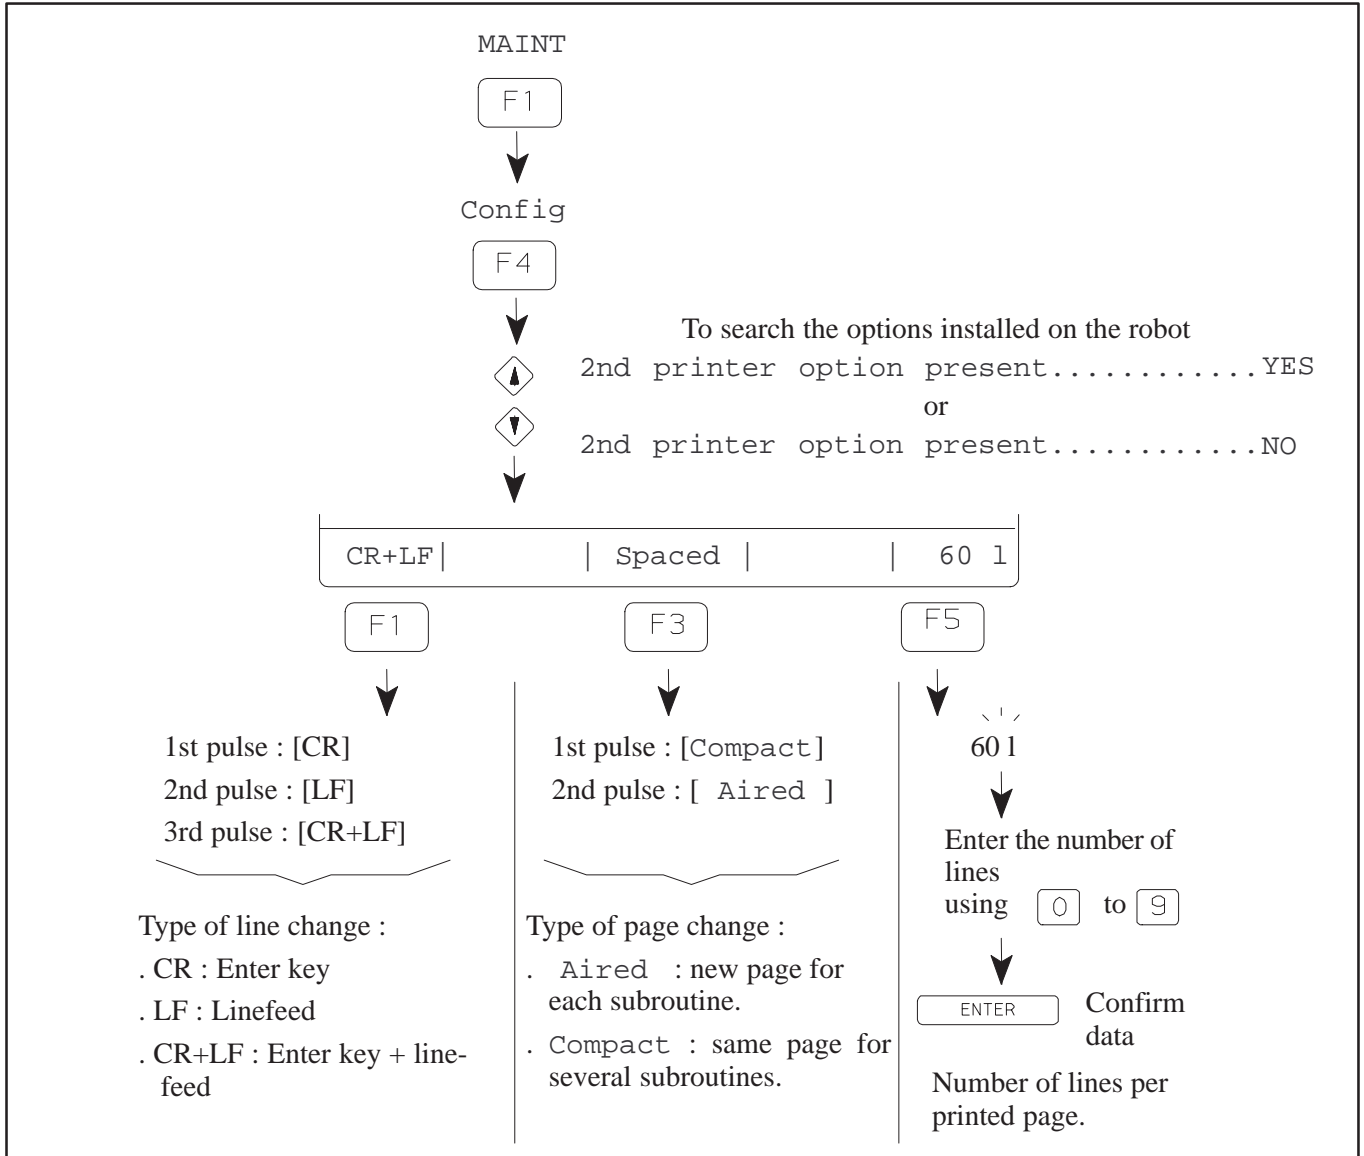 MAINT
F1
Config
F4
To search the options installed on the robot
2nd printer option present............YES
or
2nd printer option present............NO
CR+LF| | Spaced | | 60 l
F1 F3 F5
1st pulse : [CR]
2nd pulse : [LF]
3rd pulse : [CR+LF]
Type of line change :
. CR : Enter key
. LF : Linefeed
. CR+LF : Enter key + line-
feed
1st pulse : [Compact]
2nd pulse : [ Aired ]
Type of page change :
. Aired : new page for
each subroutine.
. Compact : same page for
several subroutines.
60 l
Enter the number of
lines
using 0 to 9
ENTER Confirm
data
Number of lines per
printed page.